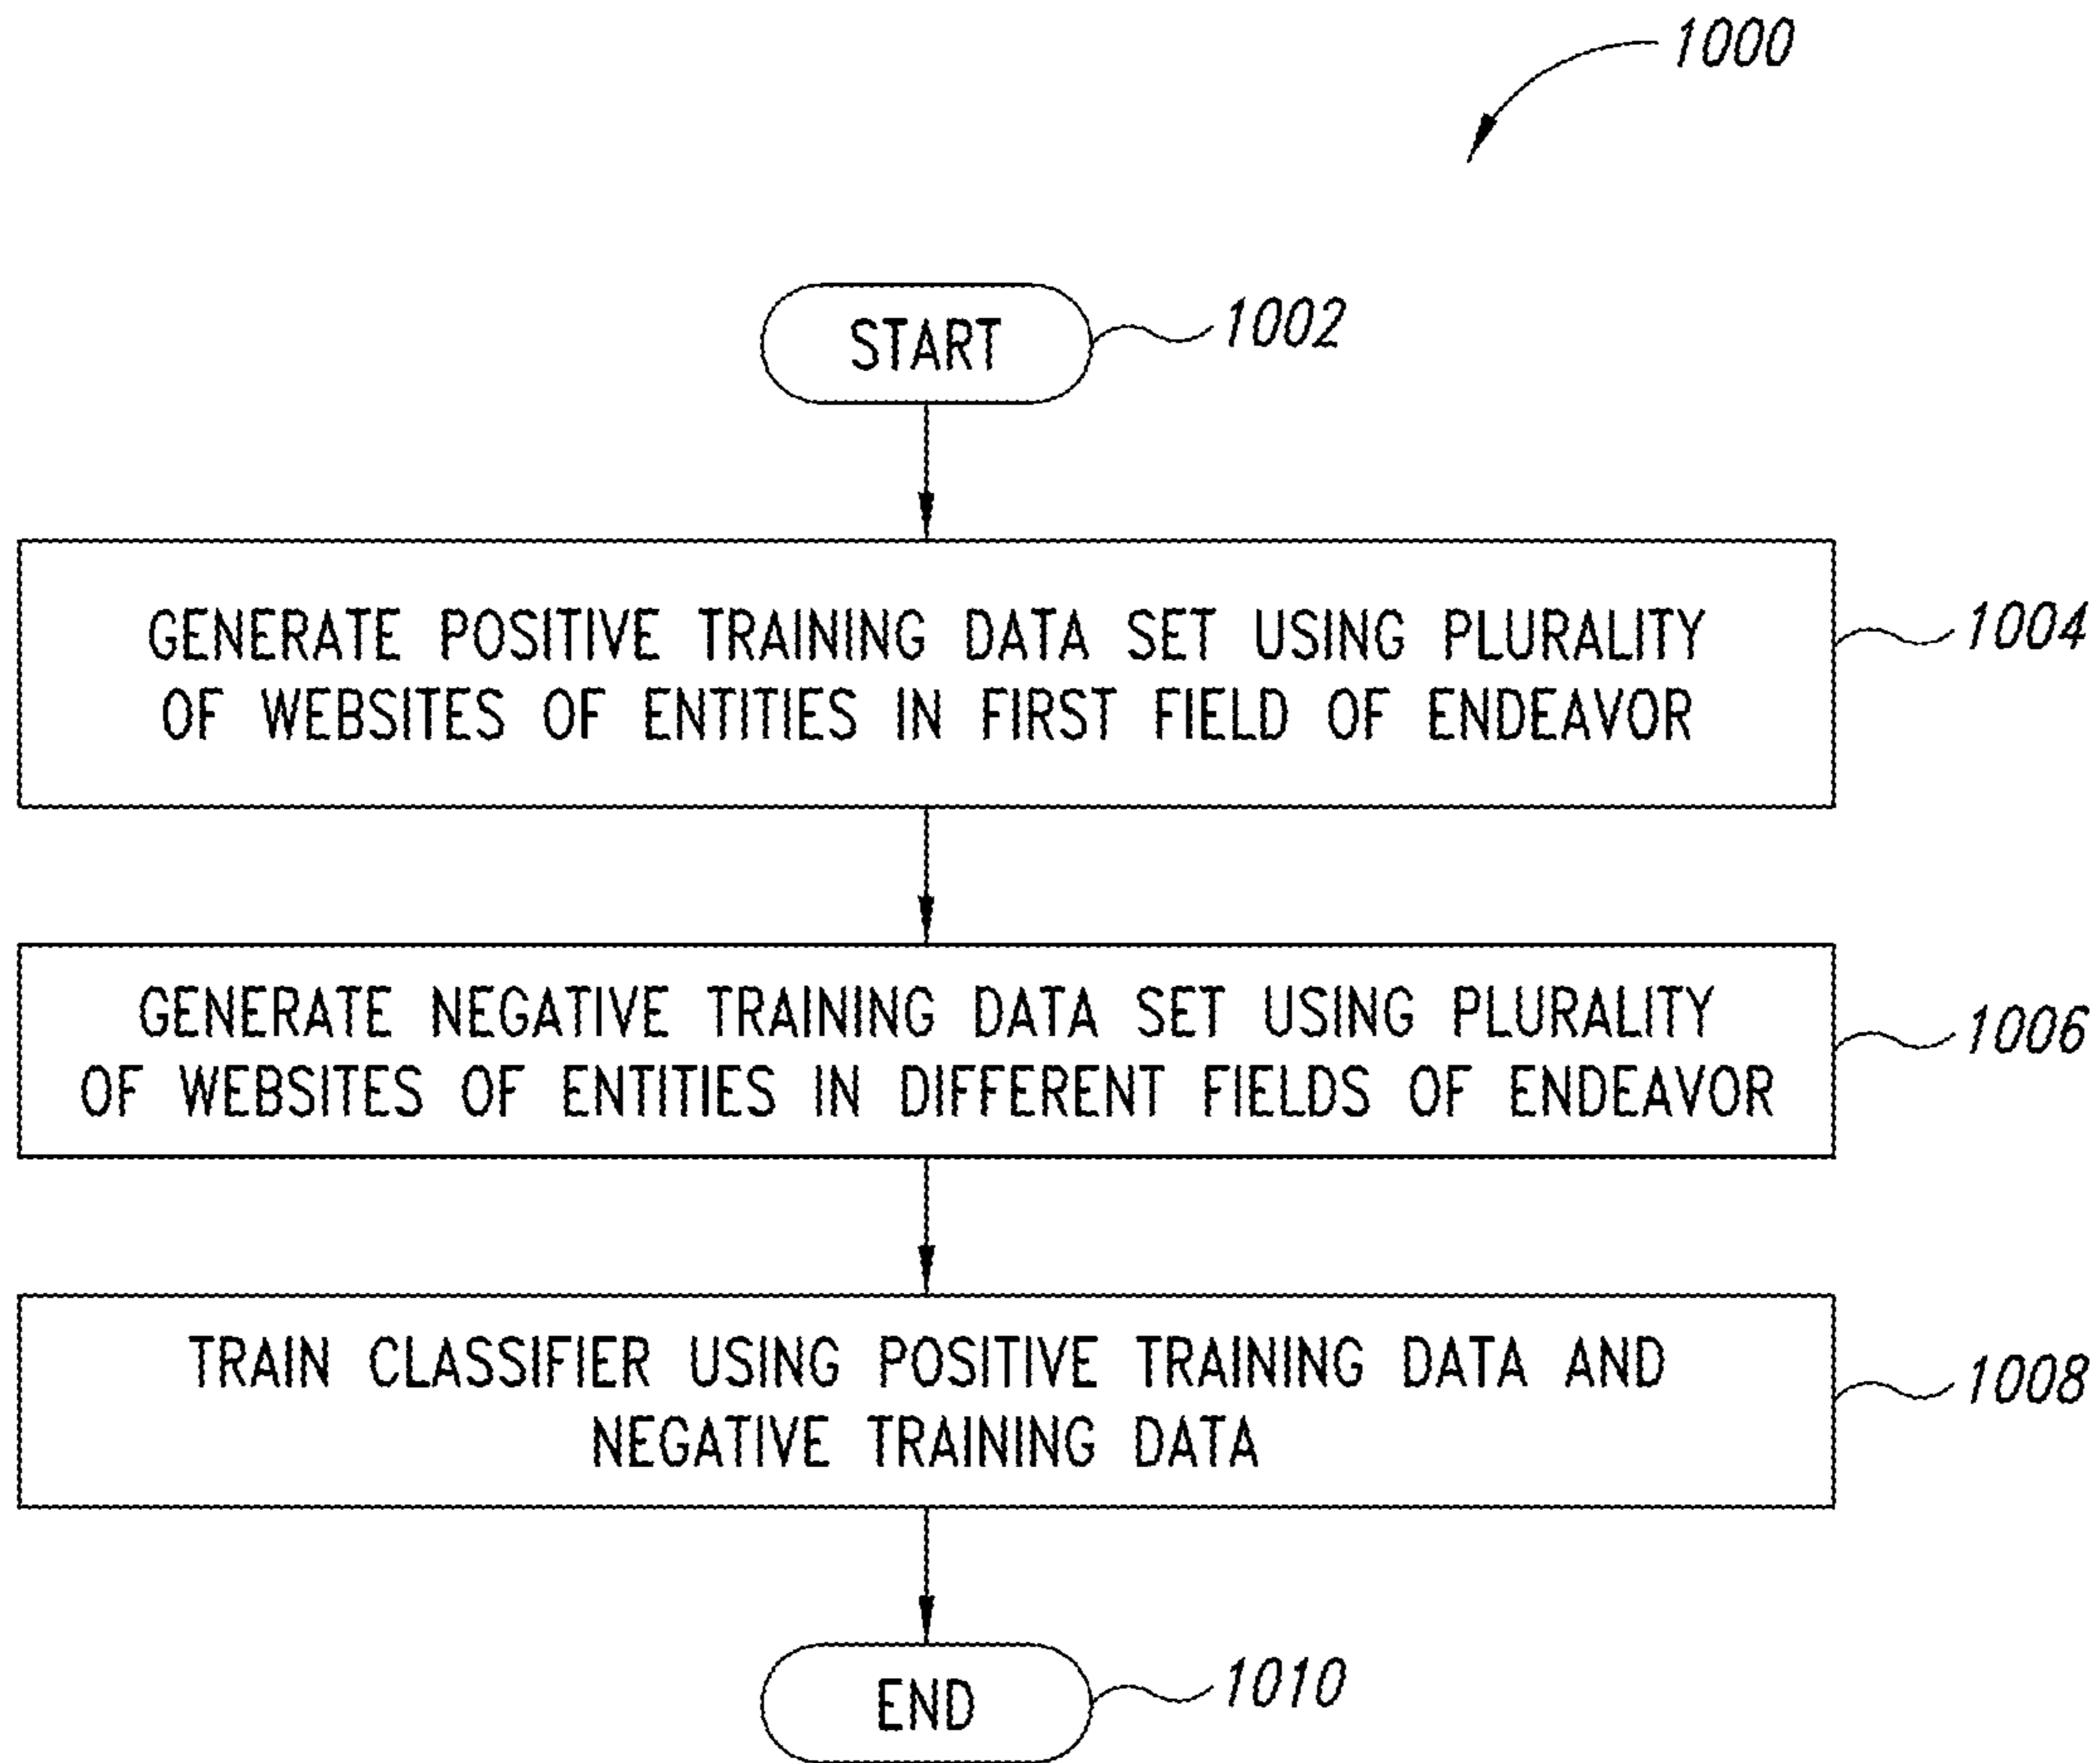 1000
START
1002
GENERATE POSITIVE TRAINING DATA SET USING PLURALITY
OF WEBSITES OF ENTITIES IN FIRST FIELD OF ENDEAVOR
1004
GENERATE NEGATIVE TRAINING DATA SET USING PLURALITY
OF WEBSITES OF ENTITIES IN DIFFERENT FIELDS OF ENDEAVOR
1006
TRAIN CLASSIFIER USING POSITIVE TRAINING DATA AND
NEGATIVE TRAINING DATA
1008
END
1010